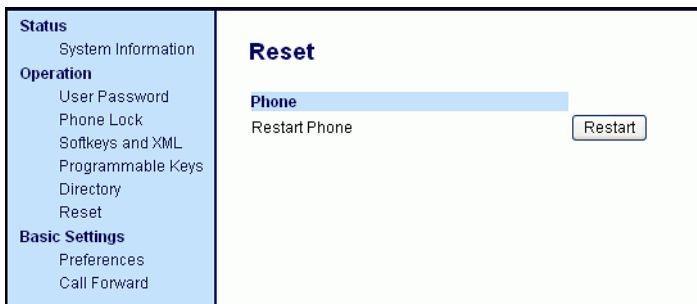 Status
System Information
Operation
User Password
Phone Lock
Softkeys and XML
Programmable Keys
Directory
Reset
Basic Settings
Preferences
Call Forward
Reset
Phone
Restart Phone Restart